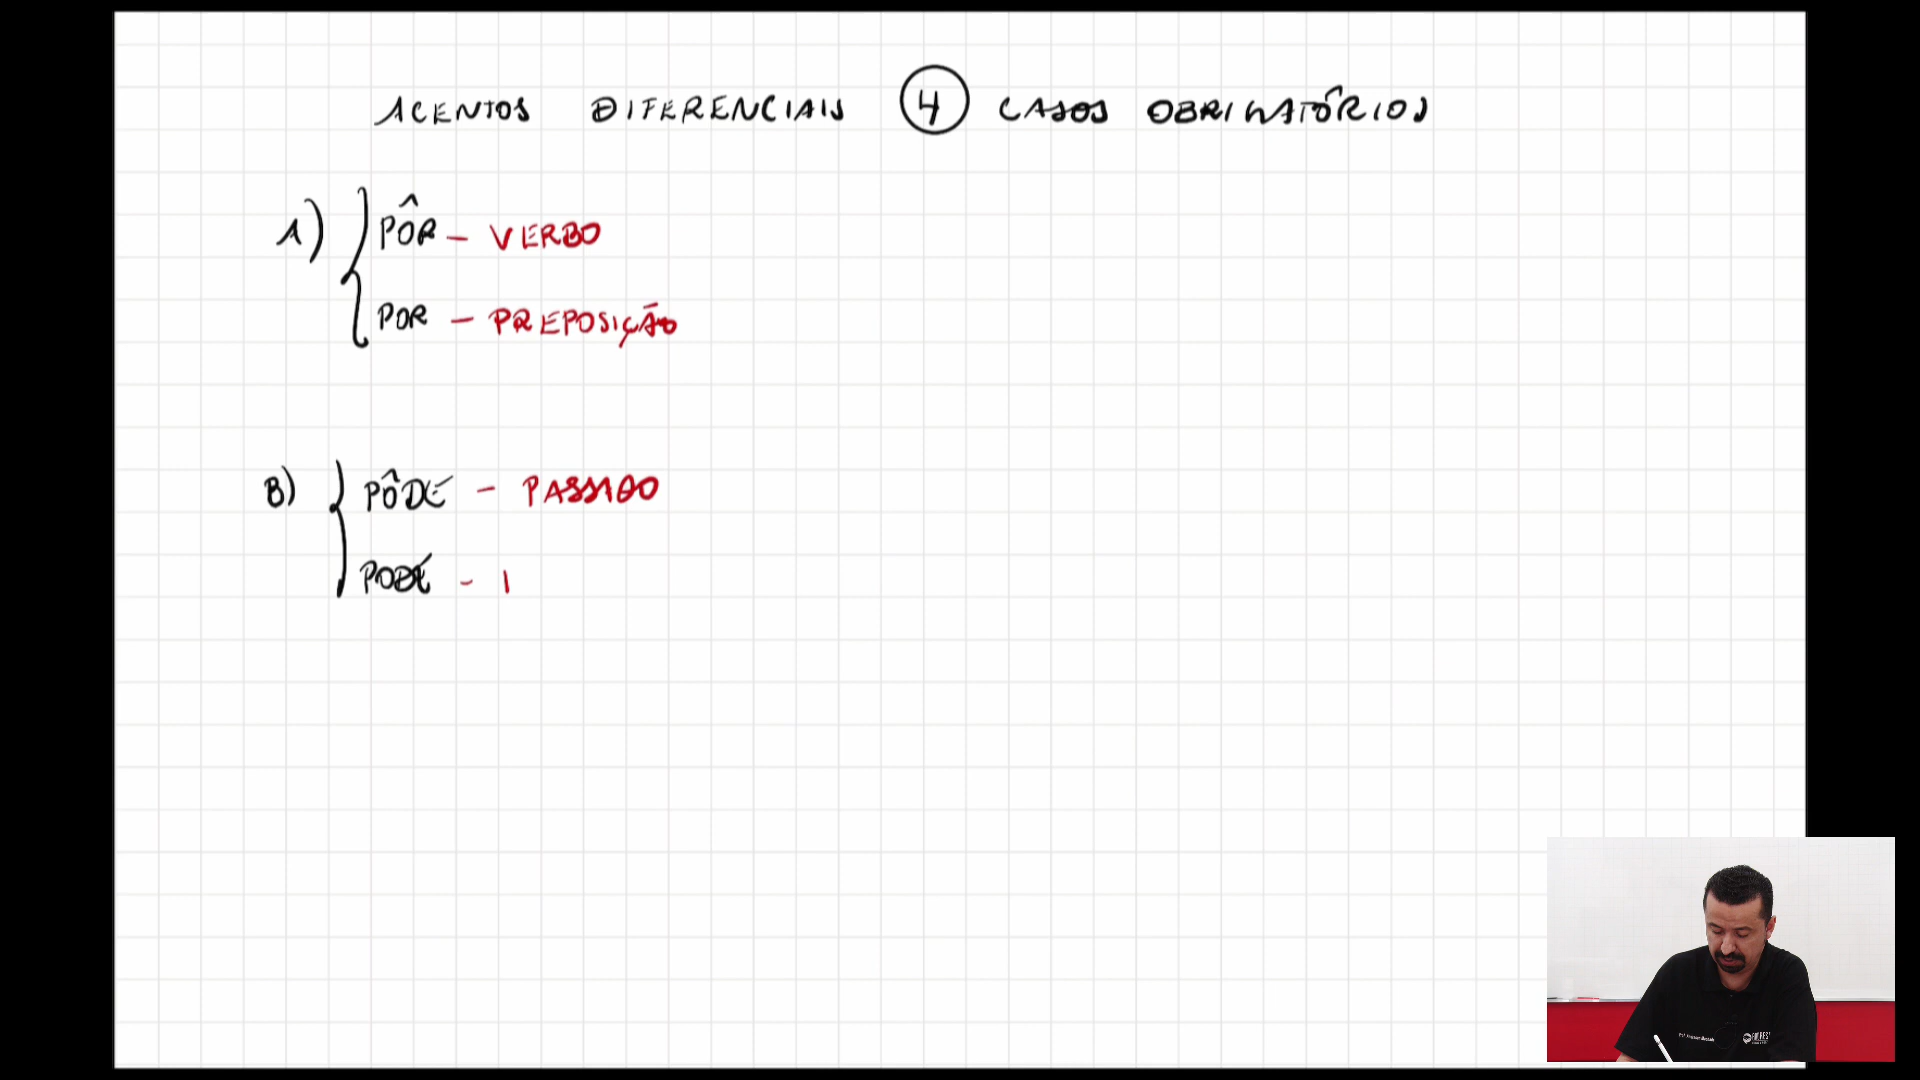 ACENTOS DIFERENCIAIS 4 CASOS OBRIGATÓRIOS
A) PÔR - VERBO
POR - PREPOSIÇÃO
B) PÔDE - PASSADO
PODE -